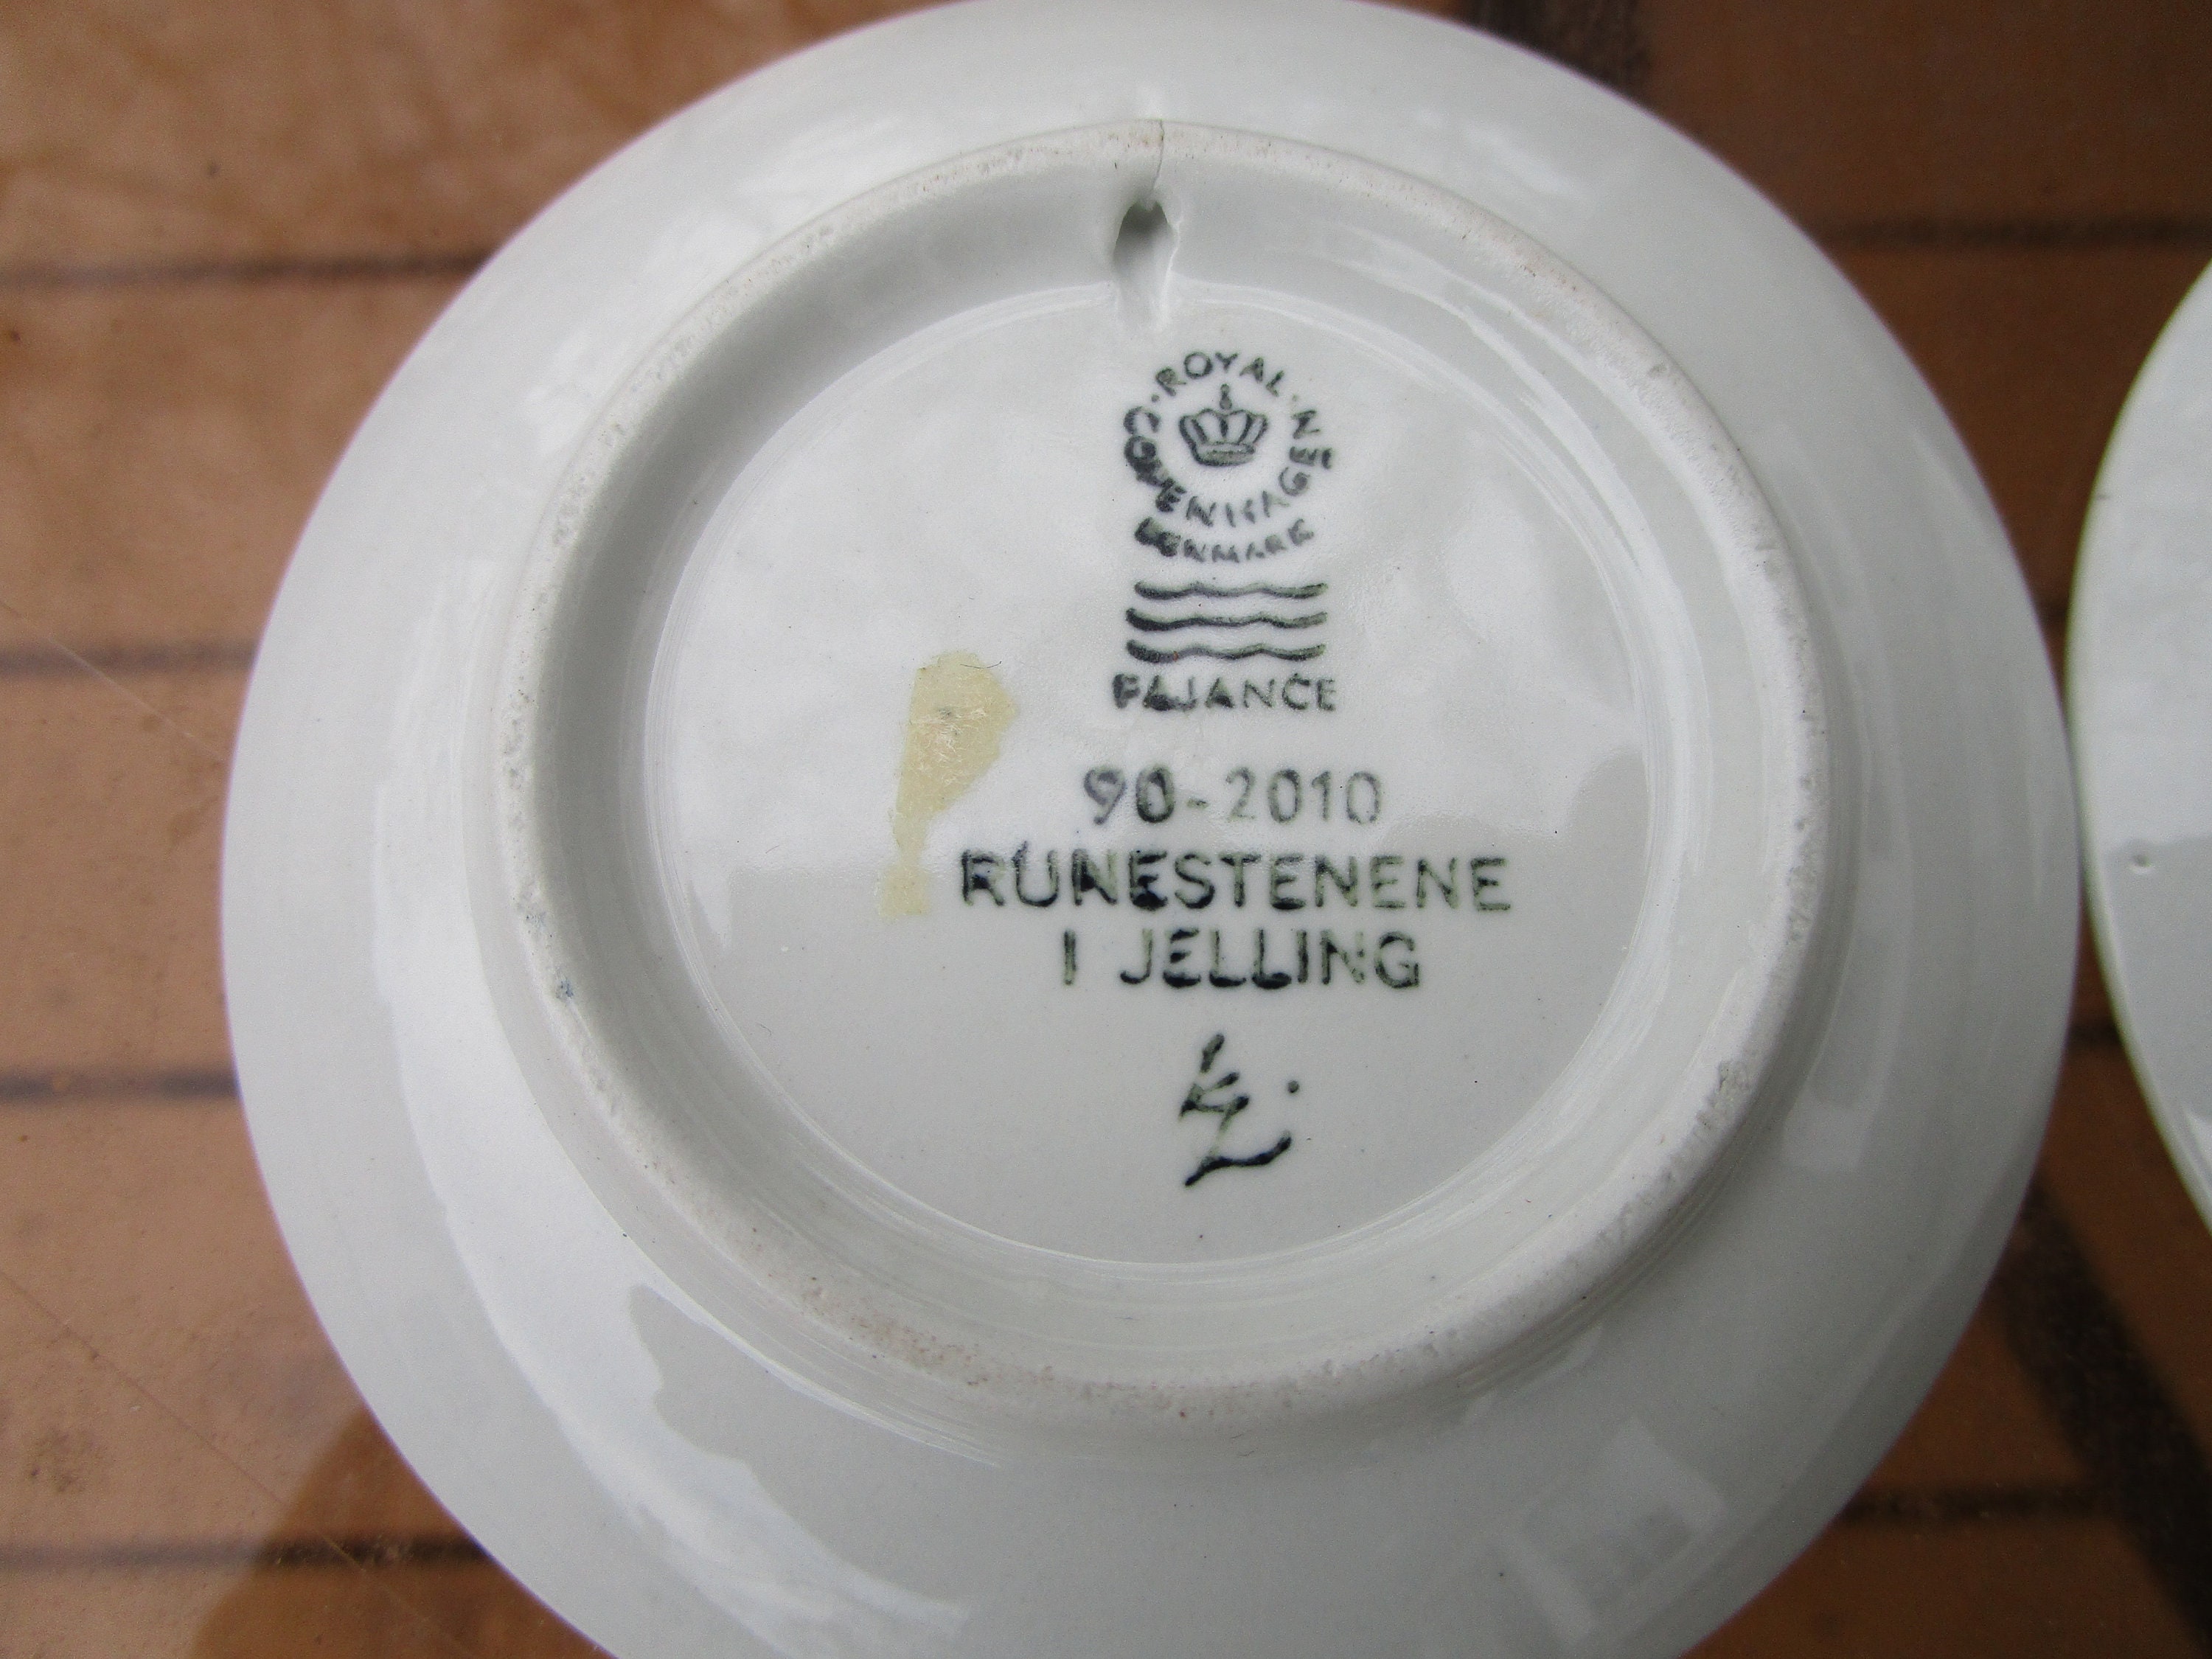 ROYAL
COPENHAGEN
DENMARK
FAJANCE
90-2010
RUNESTENENE
I JELLING